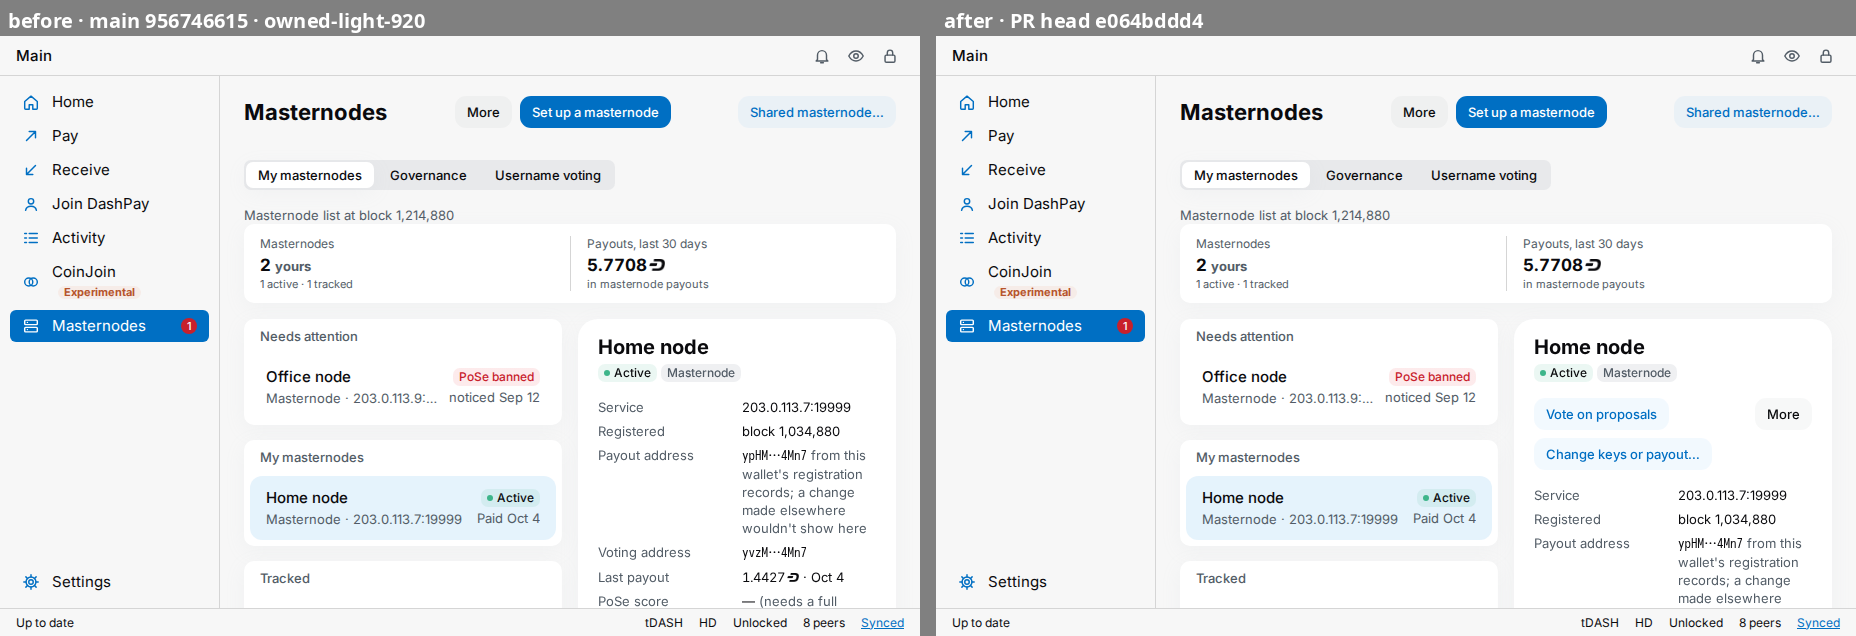 before · main 956746615 · owned-light-920
Main
Home
Pay
Receive
Join DashPay
Activity
CoinJoin
Experimental
Masternodes 1
Settings
Masternodes
More
Set up a masternode
Shared masternode...
My masternodes
Governance
Username voting
Masternode list at block 1,214,880
Masternodes
2 yours
1 active · 1 tracked
Payouts, last 30 days
5.7708
in masternode payouts
Needs attention
Office node PoSe banned
Masternode · 203.0.113.9:... noticed Sep 12
My masternodes
Home node Active
Masternode · 203.0.113.7:19999 Paid Oct 4
Tracked
Home node
Active Masternode
Service 203.0.113.7:19999
Registered block 1,034,880
Payout address ypHM···4Mn7 from this
wallet's registration
records; a change
made elsewhere
wouldn't show here
Voting address yvzM···4Mn7
Last payout 1.4427 · Oct 4
PoSe score — (needs a full
Up to date
tDASH HD Unlocked 8 peers Synced
after · PR head e064bddd4
Main
Home
Pay
Receive
Join DashPay
Activity
CoinJoin
Experimental
Masternodes 1
Settings
Masternodes
More
Set up a masternode
Shared masternode...
My masternodes
Governance
Username voting
Masternode list at block 1,214,880
Masternodes
2 yours
1 active · 1 tracked
Payouts, last 30 days
5.7708
in masternode payouts
Needs attention
Office node PoSe banned
Masternode · 203.0.113.9:... noticed Sep 12
My masternodes
Home node Active
Masternode · 203.0.113.7:19999 Paid Oct 4
Tracked
Home node
Active Masternode
Vote on proposals
More
Change keys or payout...
Service 203.0.113.7:19999
Registered block 1,034,880
Payout address ypHM···4Mn7 from this
wallet's registration
records; a change
made elsewhere
Up to date
tDASH HD Unlocked 8 peers Synced